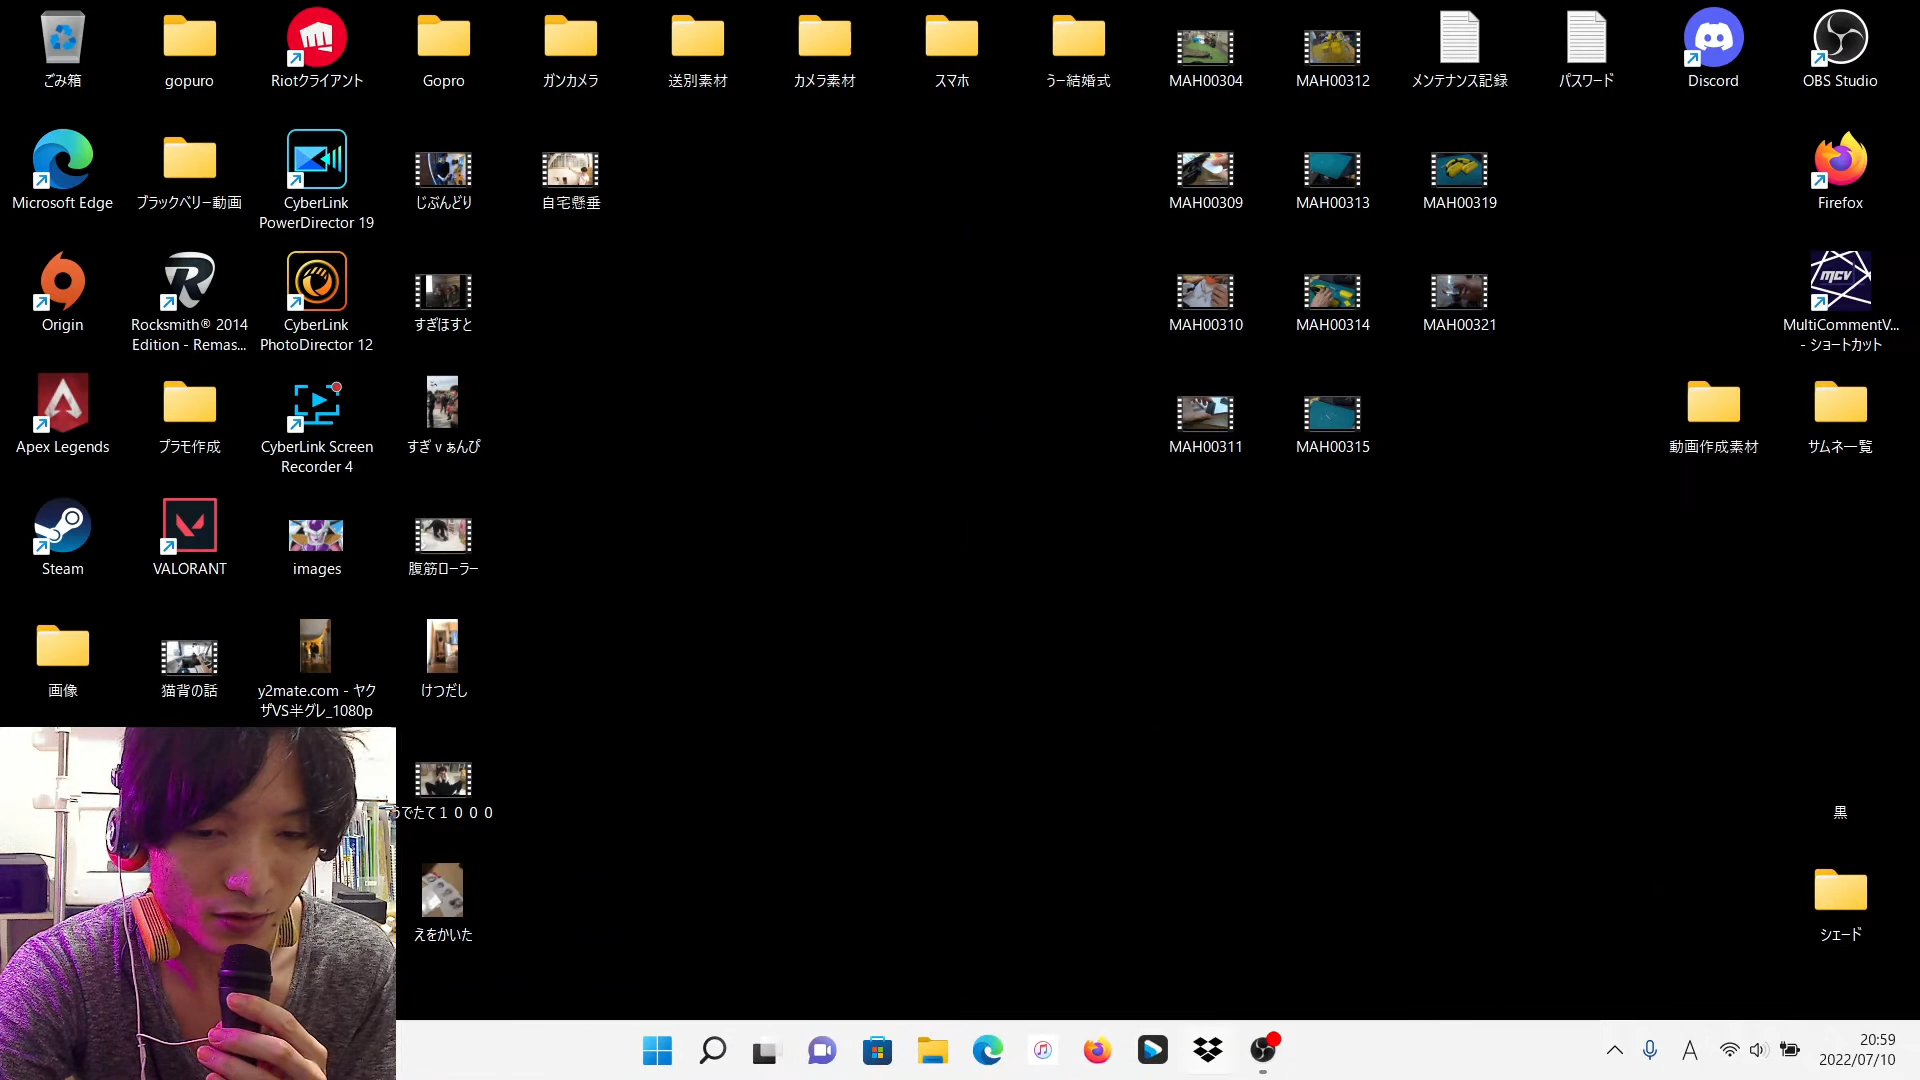 ごみ箱
gopuro
Riotクライアント
Gopro
ガンカメラ
送別素材
カメラ素材
スマホ
うー結婚式
MAH00304
MAH00312
メンテナンス記録
パスワード
Discord
OBS Studio
Microsoft Edge
ブラックベリー動画
CyberLink
PowerDirector 19
じぶんどり
自宅懸垂
MAH00309
MAH00313
MAH00319
Firefox
Origin
Rocksmith® 2014
Edition - Remas...
CyberLink
PhotoDirector 12
すぎほすと
MAH00310
MAH00314
MAH00321
MCV
MultiCommentV...
- ショートカット
Apex Legends
プラモ作成
CyberLink Screen
Recorder 4
すぎｖぁんぴ
MAH00311
MAH00315
動画作成素材
サムネ一覧
Steam
VALORANT
images
腹筋ローラー
画像
猫背の話
y2mate.com - ヤク
ザVS半グレ_1080p
けつだし
うでたて１０００
黒
えをかいた
シェード
A
20:59
2022/07/10